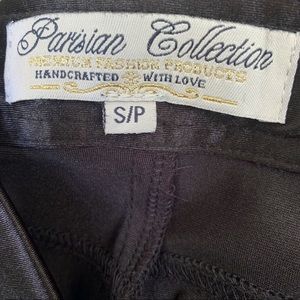 Parisian Collection
PREMIUM FASHION PRODUCTS
HANDCRAFTED WITH LOVE
S/P